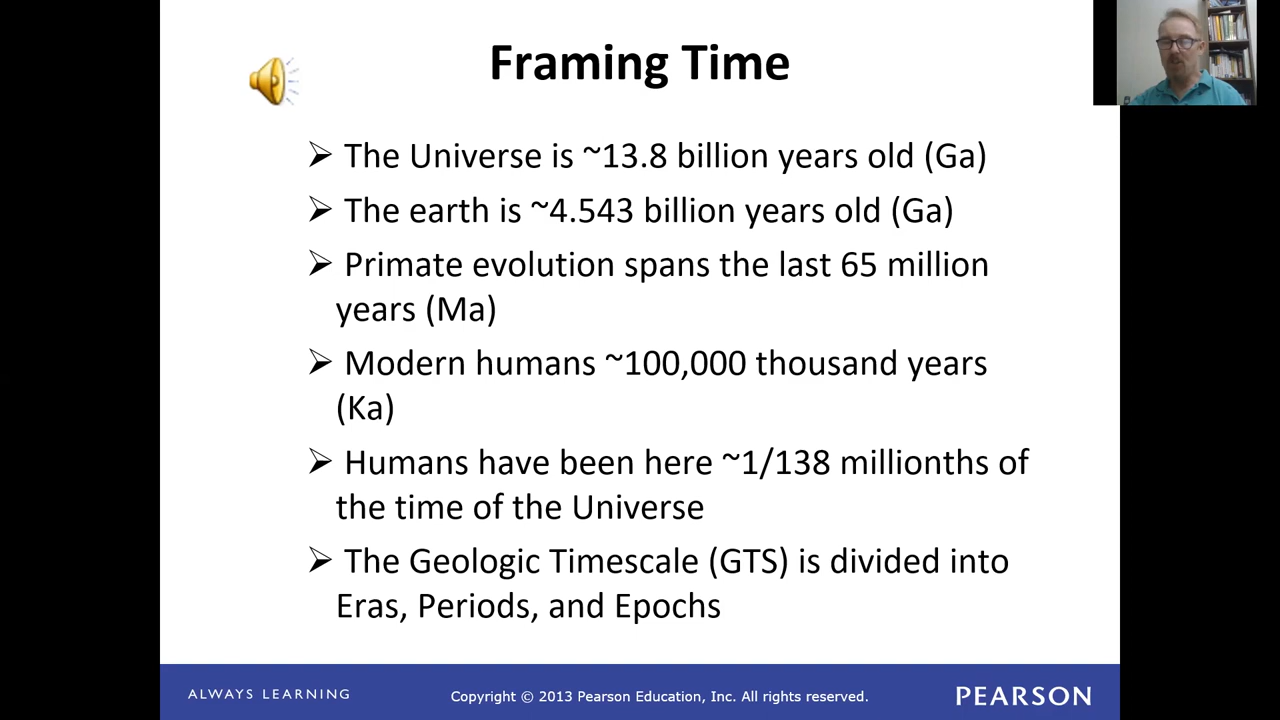 Framing Time
➢ The Universe is ~13.8 billion years old (Ga)
➢ The earth is ~4.543 billion years old (Ga)
➢ Primate evolution spans the last 65 million
years (Ma)
➢ Modern humans ~100,000 thousand years
(Ka)
➢ Humans have been here ~1/138 millionths of
the time of the Universe
➢ The Geologic Timescale (GTS) is divided into
Eras, Periods, and Epochs
ALWAYS LEARNING
Copyright © 2013 Pearson Education, Inc. All rights reserved.
PEARSON